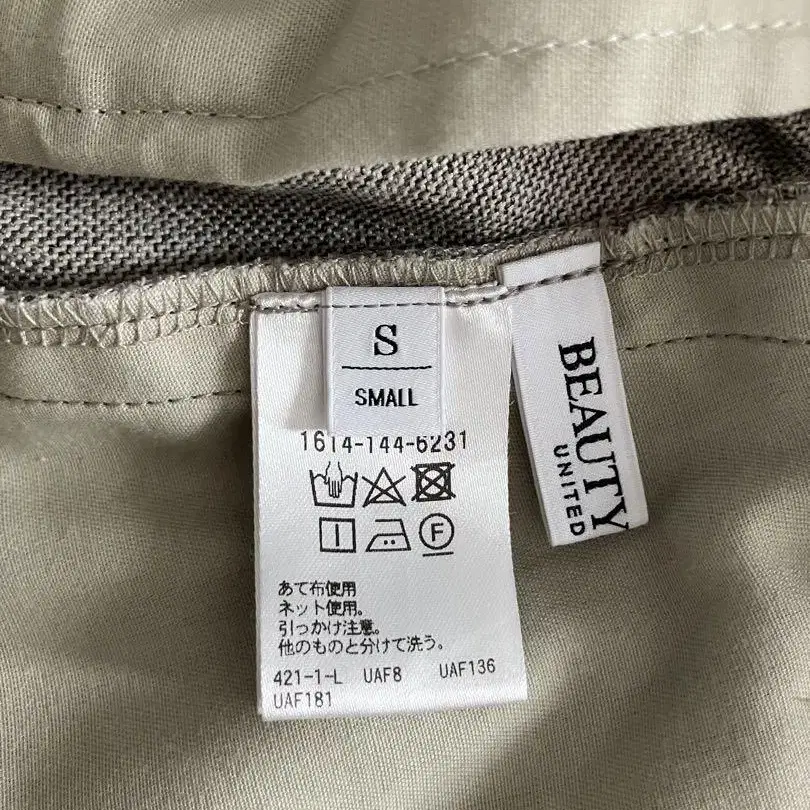 S
SMALL
1614-144-6231
F
あて布使用
ネット使用。
引っかけ注意。
他のものと分けて洗う。
421-1-L UAF8 UAF136
UAF181
BEAUTY
UNITED